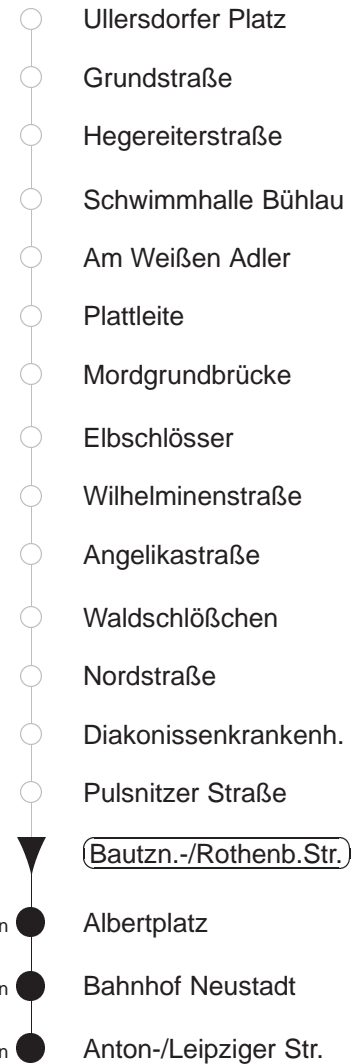 Ullersdorfer Platz
Grundstraße
Hegereiterstraße
Schwimmhalle Bühlau
Am Weißen Adler
Plattleite
Mordgrundbrücke
Elbschlösser
Wilhelminenstraße
Angelikastraße
Waldschlößchen
Nordstraße
Diakonissenkrankenh.
Pulsnitzer Straße
Bautzn.-/Rothenb.Str.
n Albertplatz
n Bahnhof Neustadt
n Anton-/Leipziger Str.